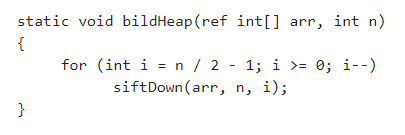 static void bildHeap(ref int[] arr, int n)
{
for (int i = n / 2 - 1; i >= 0; i--)
siftDown(arr, n, i);
}